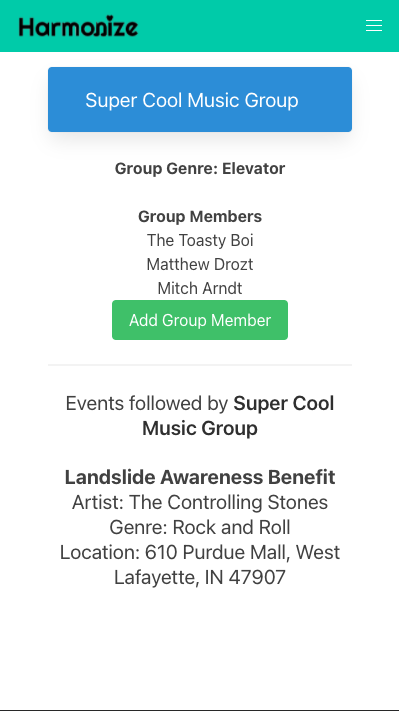 Harmonize
Super Cool Music Group
Group Genre: Elevator
Group Members
The Toasty Boi
Matthew Drozt
Mitch Arndt
Add Group Member
Events followed by Super Cool
Music Group
Landslide Awareness Benefit
Artist: The Controlling Stones
Genre: Rock and Roll
Location: 610 Purdue Mall, West
Lafayette, IN 47907